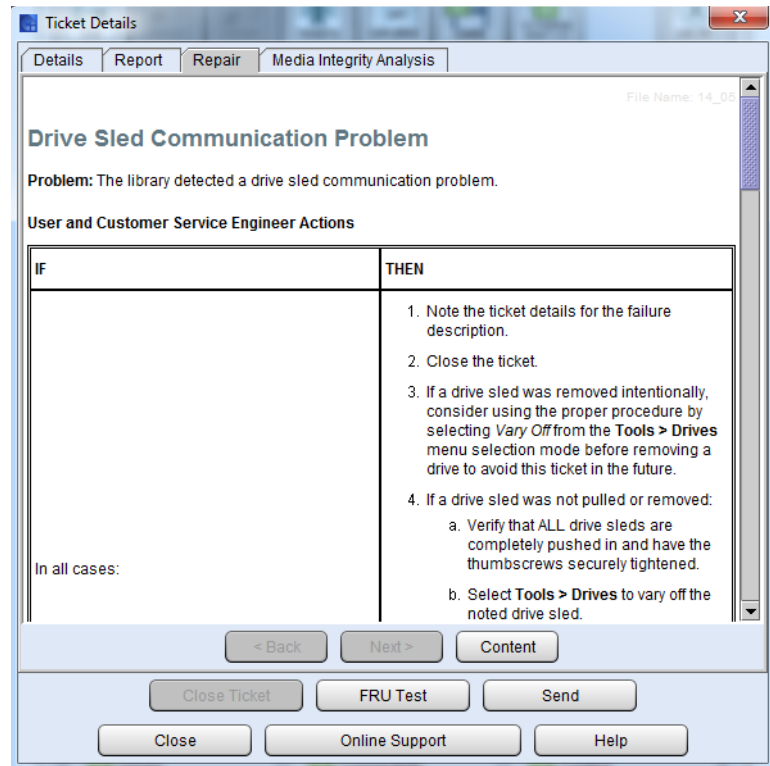 Ticket Details
x
Details Report Repair Media Integrity Analysis
File Name: 14_05
Drive Sled Communication Problem
Problem: The library detected a drive sled communication problem.
User and Customer Service Engineer Actions
IF THEN
In all cases:
1. Note the ticket details for the failure
description.
2. Close the ticket.
3. If a drive sled was removed intentionally,
consider using the proper procedure by
selecting Vary Off from the Tools > Drives
menu selection mode before removing a
drive to avoid this ticket in the future.
4. If a drive sled was not pulled or removed:
a. Verify that ALL drive sleds are
completely pushed in and have the
thumbscrews securely tightened.
b. Select Tools > Drives to vary off the
noted drive sled.
< Back Next > Content
Close Ticket FRU Test Send
Close Online Support Help